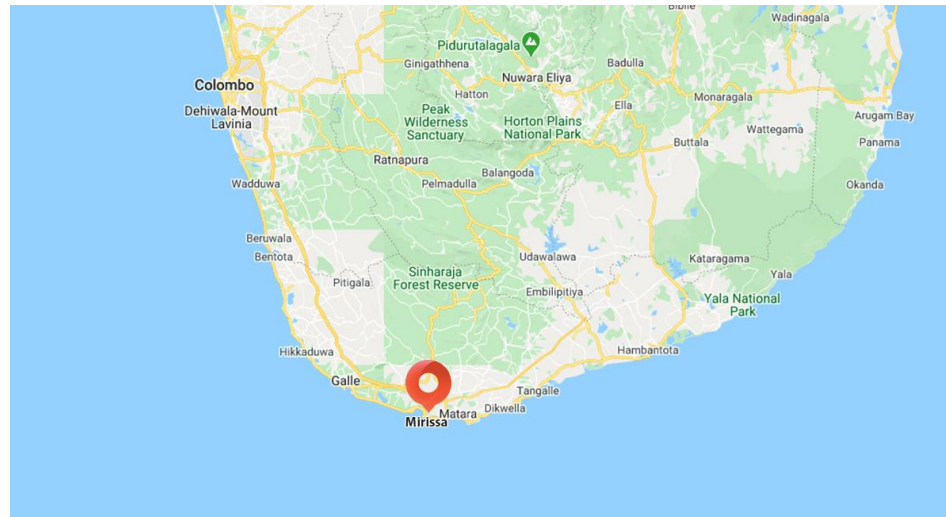 Bibile
Wadinagala
Pidurutalagala
Ginigathhena
Badulla
Nuwara Eliya
Colombo
Hatton
Monaragala
Ella
Dehiwala-Mount
Lavinia
Peak
Wilderness
Sanctuary
Horton Plains
National Park
Arugam Bay
Wattegama
Buttala
Panama
Ratnapura
Balangoda
Wadduwa
Pelmadulla
Okanda
Beruwala
Bentota
Udawalawa
Kataragama
Sinharaja
Forest Reserve
Yala
Pitigala
Embilipitiya
Yala National
Park
Hikkaduwa
Hambantota
Galle
Tangalle
Matara
Dikwella
Mirissa